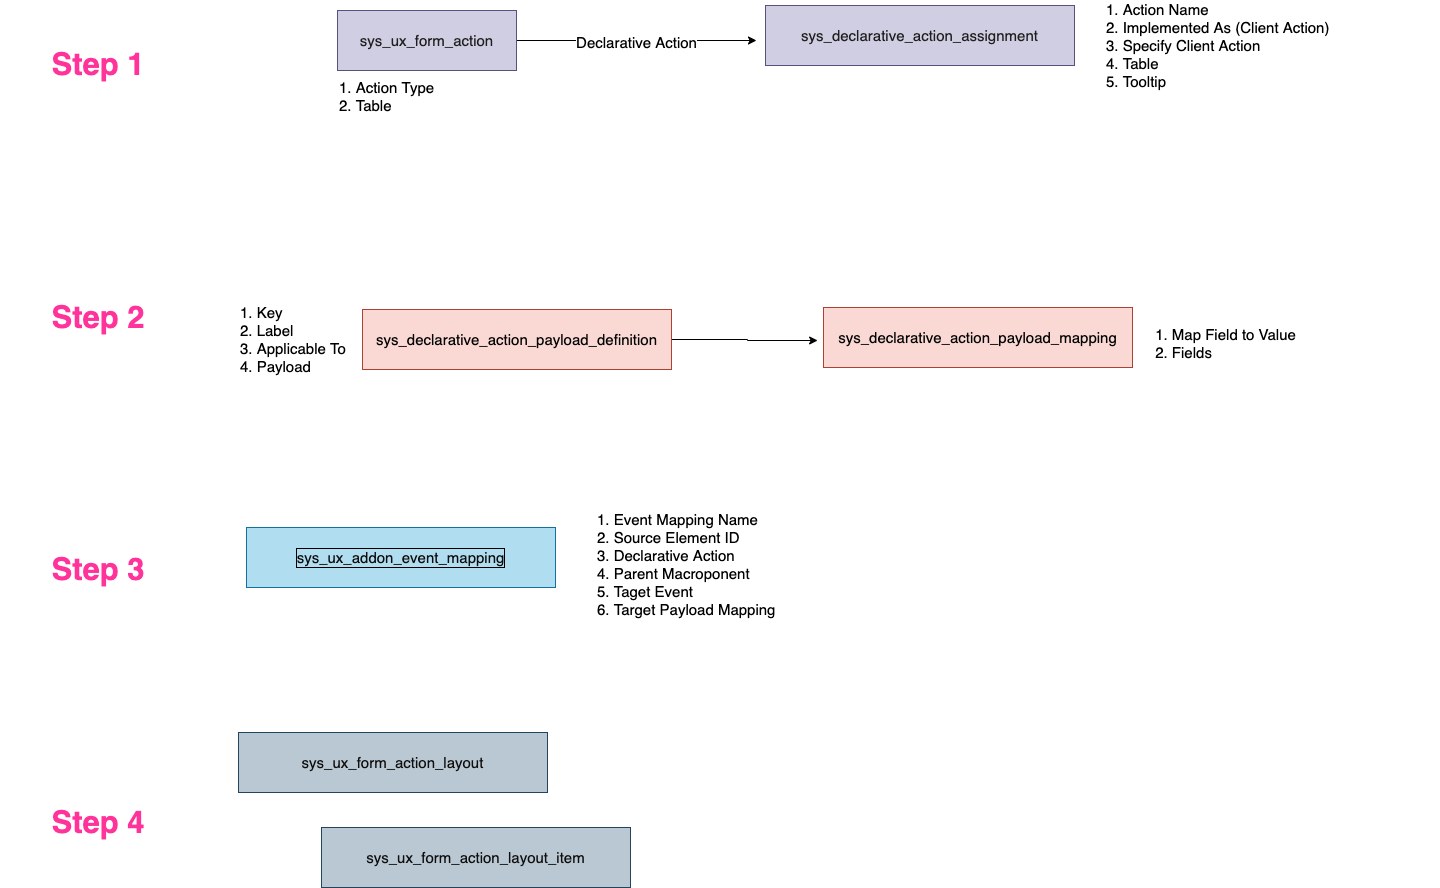 Step 1
sys_ux_form_action
1. Action Type
2. Table
Declarative Action
sys_declarative_action_assignment
1. Action Name
2. Implemented As (Client Action)
3. Specify Client Action
4. Table
5. Tooltip
Step 2
1. Key
2. Label
3. Applicable To
4. Payload
sys_declarative_action_payload_definition
sys_declarative_action_payload_mapping
1. Map Field to Value
2. Fields
Step 3
sys_ux_addon_event_mapping
1. Event Mapping Name
2. Source Element ID
3. Declarative Action
4. Parent Macroponent
5. Taget Event
6. Target Payload Mapping
Step 4
sys_ux_form_action_layout
sys_ux_form_action_layout_item